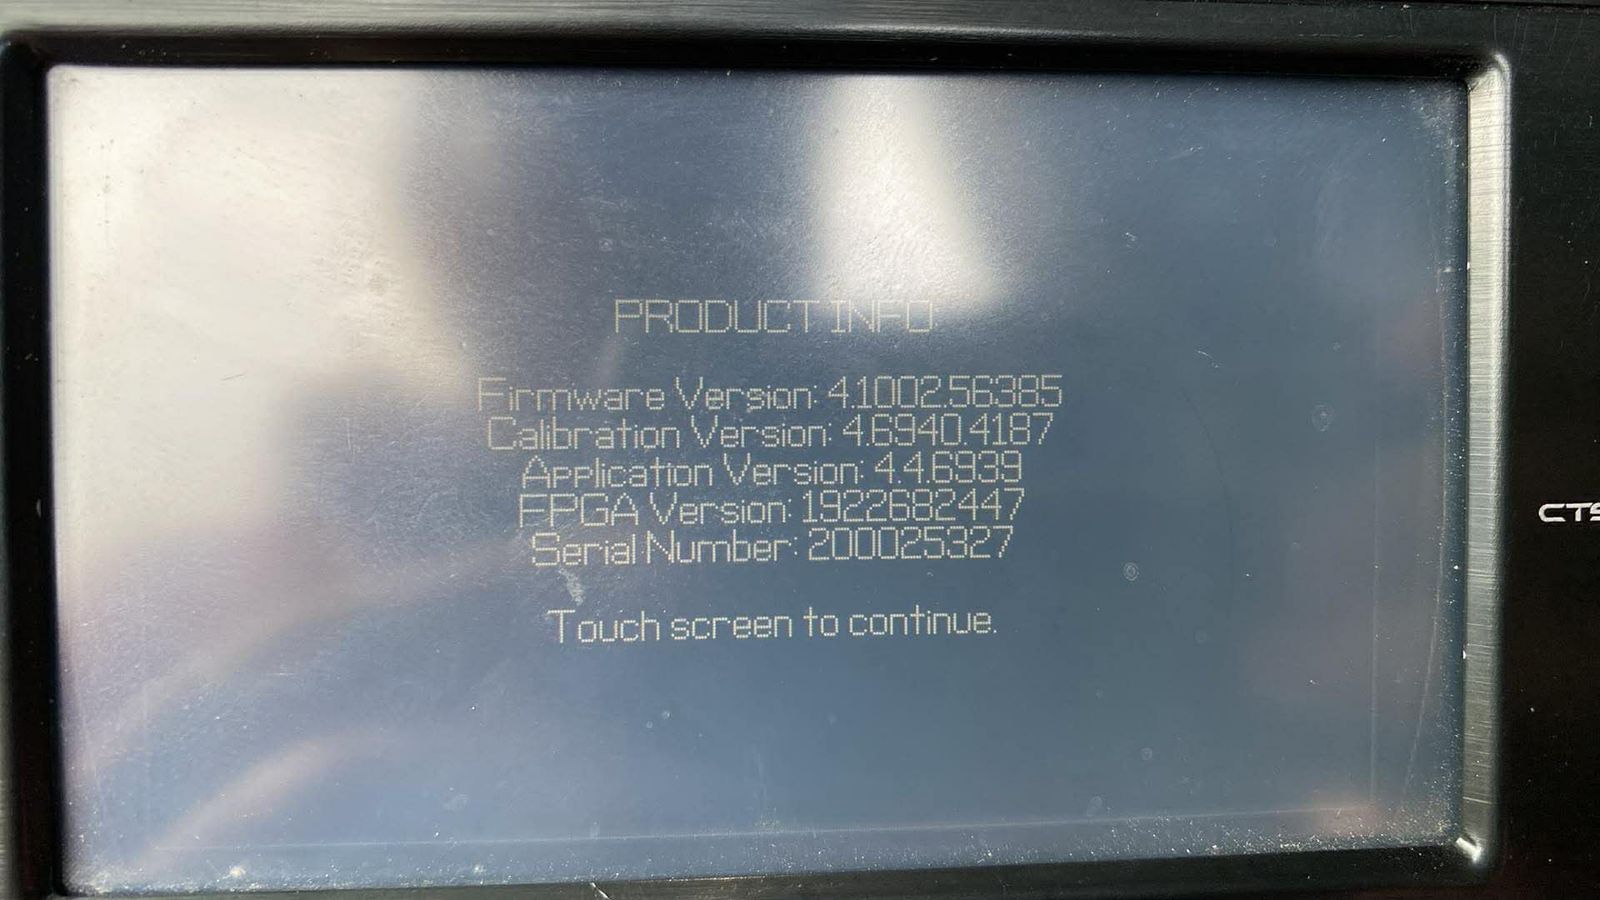 PRODUCT INFO
Firmware Version: 4.1002.56385
Calibration Version: 4.6940.4187
Application Version: 4.4.6939
FPGA Version: 1922682447
Serial Number: 200025327
Touch screen to continue.